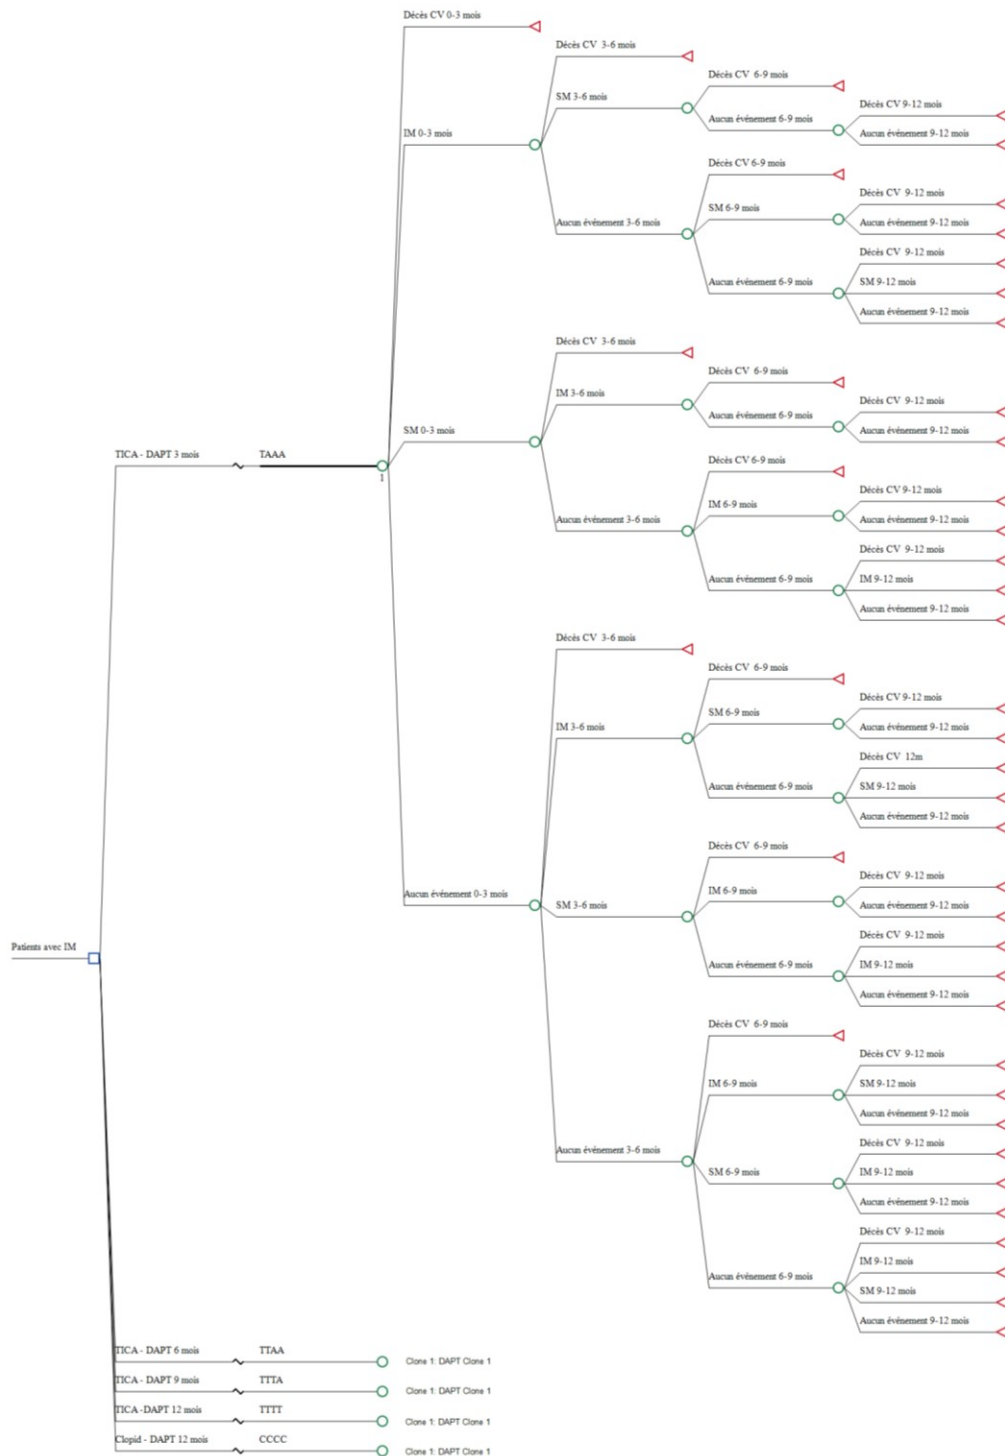 Décès CV 0-3 mois
Décès CV 3-6 mois
Décès CV 6-9 mois
SM 3-6 mois
Décès CV 9-12 mois
Aucun événement 6-9 mois
Aucun événement 9-12 mois
IM 0-3 mois
Décès CV 6-9 mois
Décès CV 9-12 mois
SM 6-9 mois
Aucun événement 3-6 mois
Aucun événement 9-12 mois
Décès CV 9-12 mois
Aucun événement 6-9 mois
SM 9-12 mois
Aucun événement 9-12 mois
Décès CV 3-6 mois
Décès CV 6-9 mois
IM 3-6 mois
Décès CV 9-12 mois
Aucun événement 6-9 mois
SM 0-3 mois
Aucun événement 9-12 mois
TICA - DAPT 3 mois
TAAA
1
Décès CV 6-9 mois
Décès CV 9-12 mois
IM 6-9 mois
Aucun événement 3-6 mois
Aucun événement 9-12 mois
Décès CV 9-12 mois
Aucun événement 6-9 mois
IM 9-12 mois
Aucun événement 9-12 mois
Décès CV 3-6 mois
Décès CV 6-9 mois
Décès CV 9-12 mois
SM 6-9 mois
IM 3-6 mois
Aucun événement 9-12 mois
Décès CV 12m
Aucun événement 6-9 mois
SM 9-12 mois
Aucun événement 9-12 mois
Décès CV 6-9 mois
Décès CV 9-12 mois
IM 6-9 mois
Aucun événement 0-3 mois
SM 3-6 mois
Aucun événement 9-12 mois
Patients avec IM
Décès CV 9-12 mois
Aucun événement 6-9 mois
IM 9-12 mois
Aucun événement 9-12 mois
Décès CV 6-9 mois
Décès CV 9-12 mois
IM 6-9 mois
SM 9-12 mois
Aucun événement 9-12 mois
Aucun événement 3-6 mois
Décès CV 9-12 mois
SM 6-9 mois
IM 9-12 mois
Aucun événement 9-12 mois
Décès CV 9-12 mois
IM 9-12 mois
Aucun événement 6-9 mois
SM 9-12 mois
Aucun événement 9-12 mois
TICA - DAPT 6 mois
TTAA
Clone 1: DAPT Clone 1
TICA - DAPT 9 mois
TTTA
Clone 1: DAPT Clone 1
TICA -DAPT 12 mois
TTTT
Clone 1: DAPT Clone 1
Clopid - DAPT 12 mois
CCCC
Clone 1: DAPT Clone 1